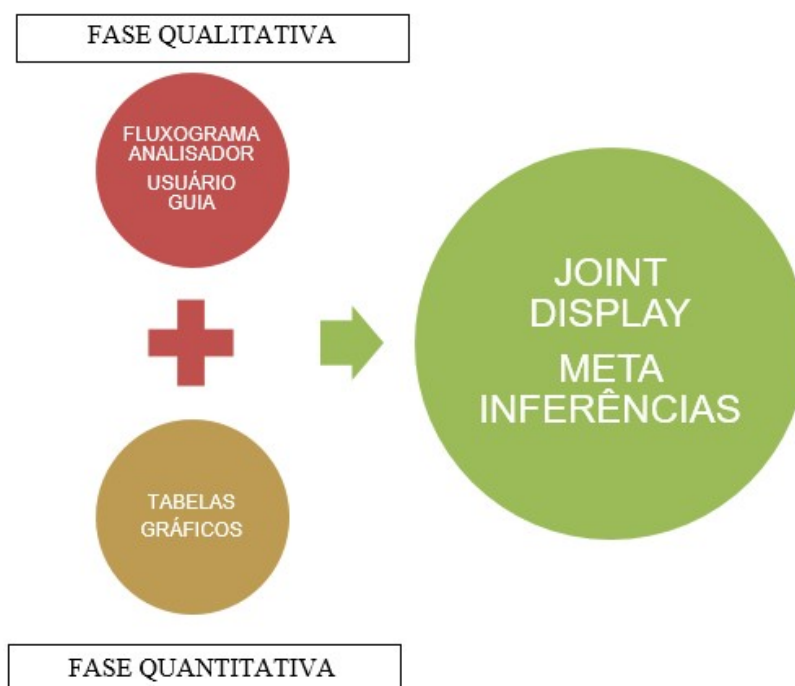 FASE QUALITATIVA
FLUXOGRAMA
ANALISADOR
USUÁRIO
GUIA
JOINT
DISPLAY
META
INFERÊNCIAS
TABELAS
GRÁFICOS
FASE QUANTITATIVA